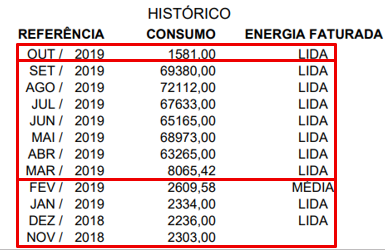 HISTÓRICO
REFERÊNCIA CONSUMO ENERGIA FATURADA
OUT / 2019 1581,00 LIDA
SET / 2019 69380,00 LIDA
AGO / 2019 72112,00 LIDA
JUL / 2019 67633,00 LIDA
JUN / 2019 65165,00 LIDA
MAI / 2019 68973,00 LIDA
ABR / 2019 63265,00 LIDA
MAR / 2019 8065,42 LIDA
FEV / 2019 2609,58 MÉDIA
JAN / 2019 2334,00 LIDA
DEZ / 2018 2236,00 LIDA
NOV / 2018 2303,00